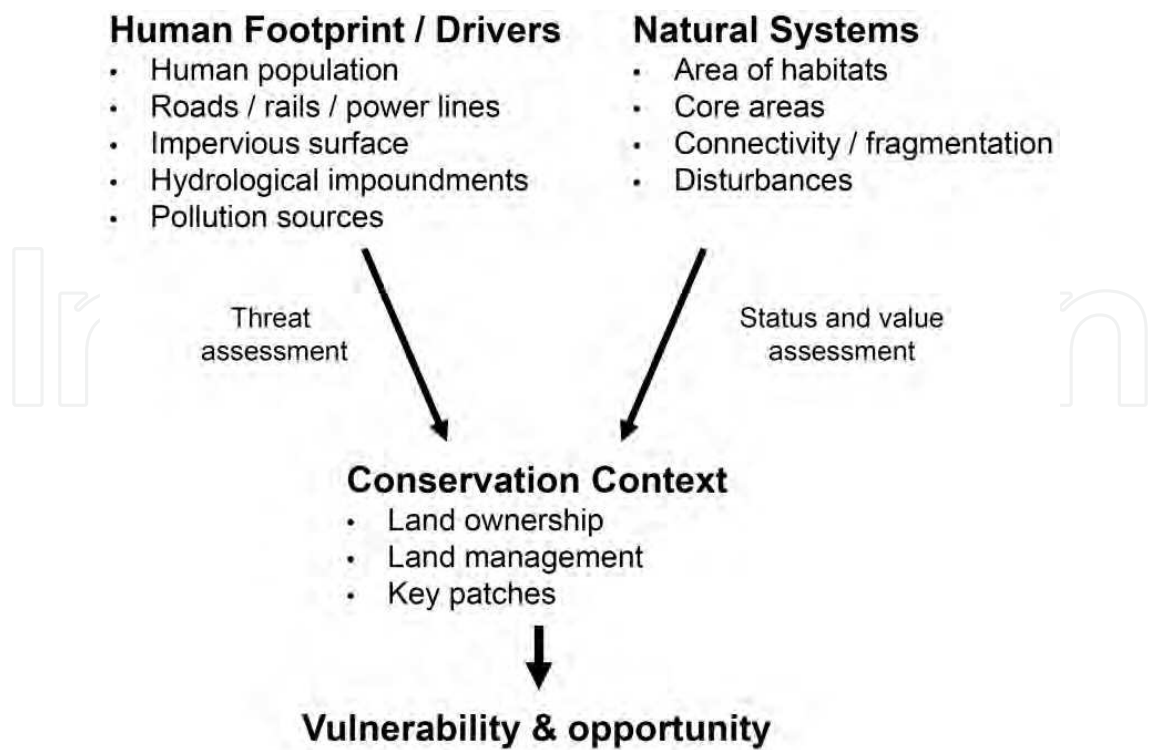 Human Footprint / Drivers
• Human population
• Roads / rails / power lines
• Impervious surface
• Hydrological impoundments
• Pollution sources
Natural Systems
• Area of habitats
• Core areas
• Connectivity / fragmentation
• Disturbances
Threat
assessment
Status and value
assessment
Conservation Context
• Land ownership
• Land management
• Key patches
Vulnerability & opportunity